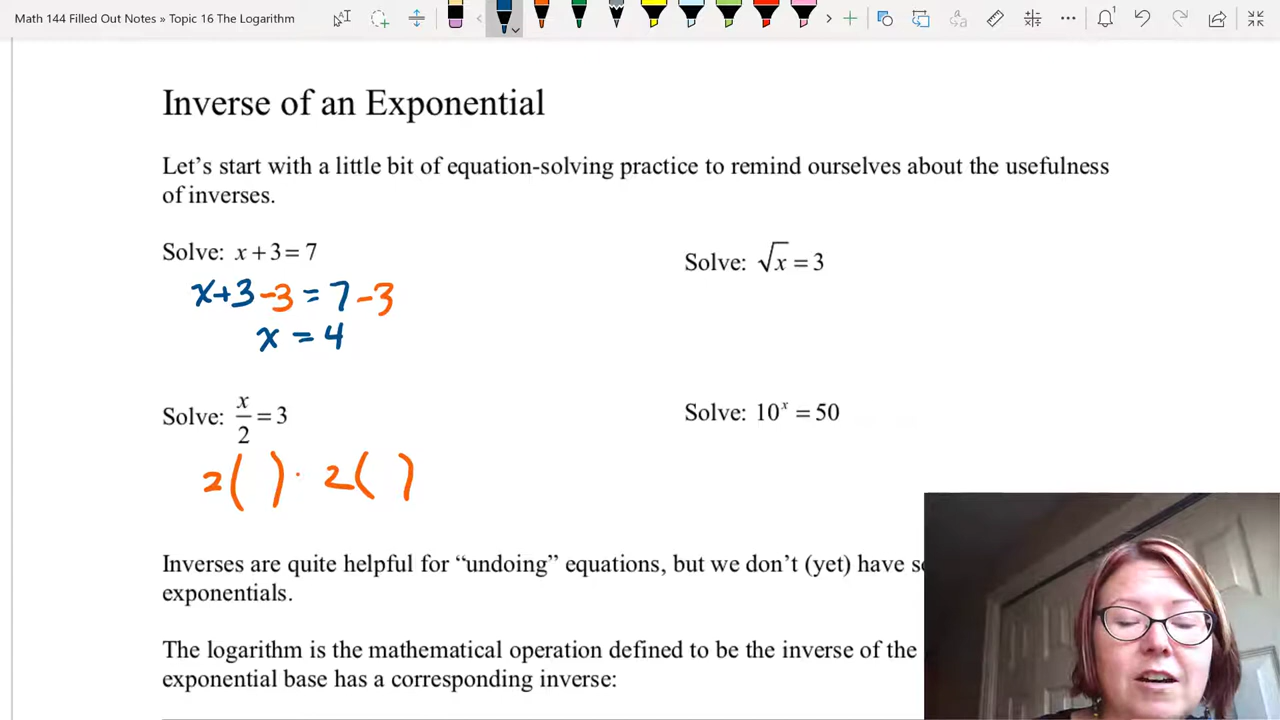 Math 144 Filled Out Notes » Topic 16 The Logarithm
Inverse of an Exponential
Let's start with a little bit of equation-solving practice to remind ourselves about the usefulness
of inverses.
Solve: x + 3 = 7
x+3-3 = 7-3
x = 4
Solve: √x = 3
Solve: x/2 = 3
2( ) · 2( )
Solve: 10ˣ = 50
Inverses are quite helpful for “undoing” equations, but we don't (yet) have
exponentials.
The logarithm is the mathematical operation defined to be the inverse of the
exponential base has a corresponding inverse: